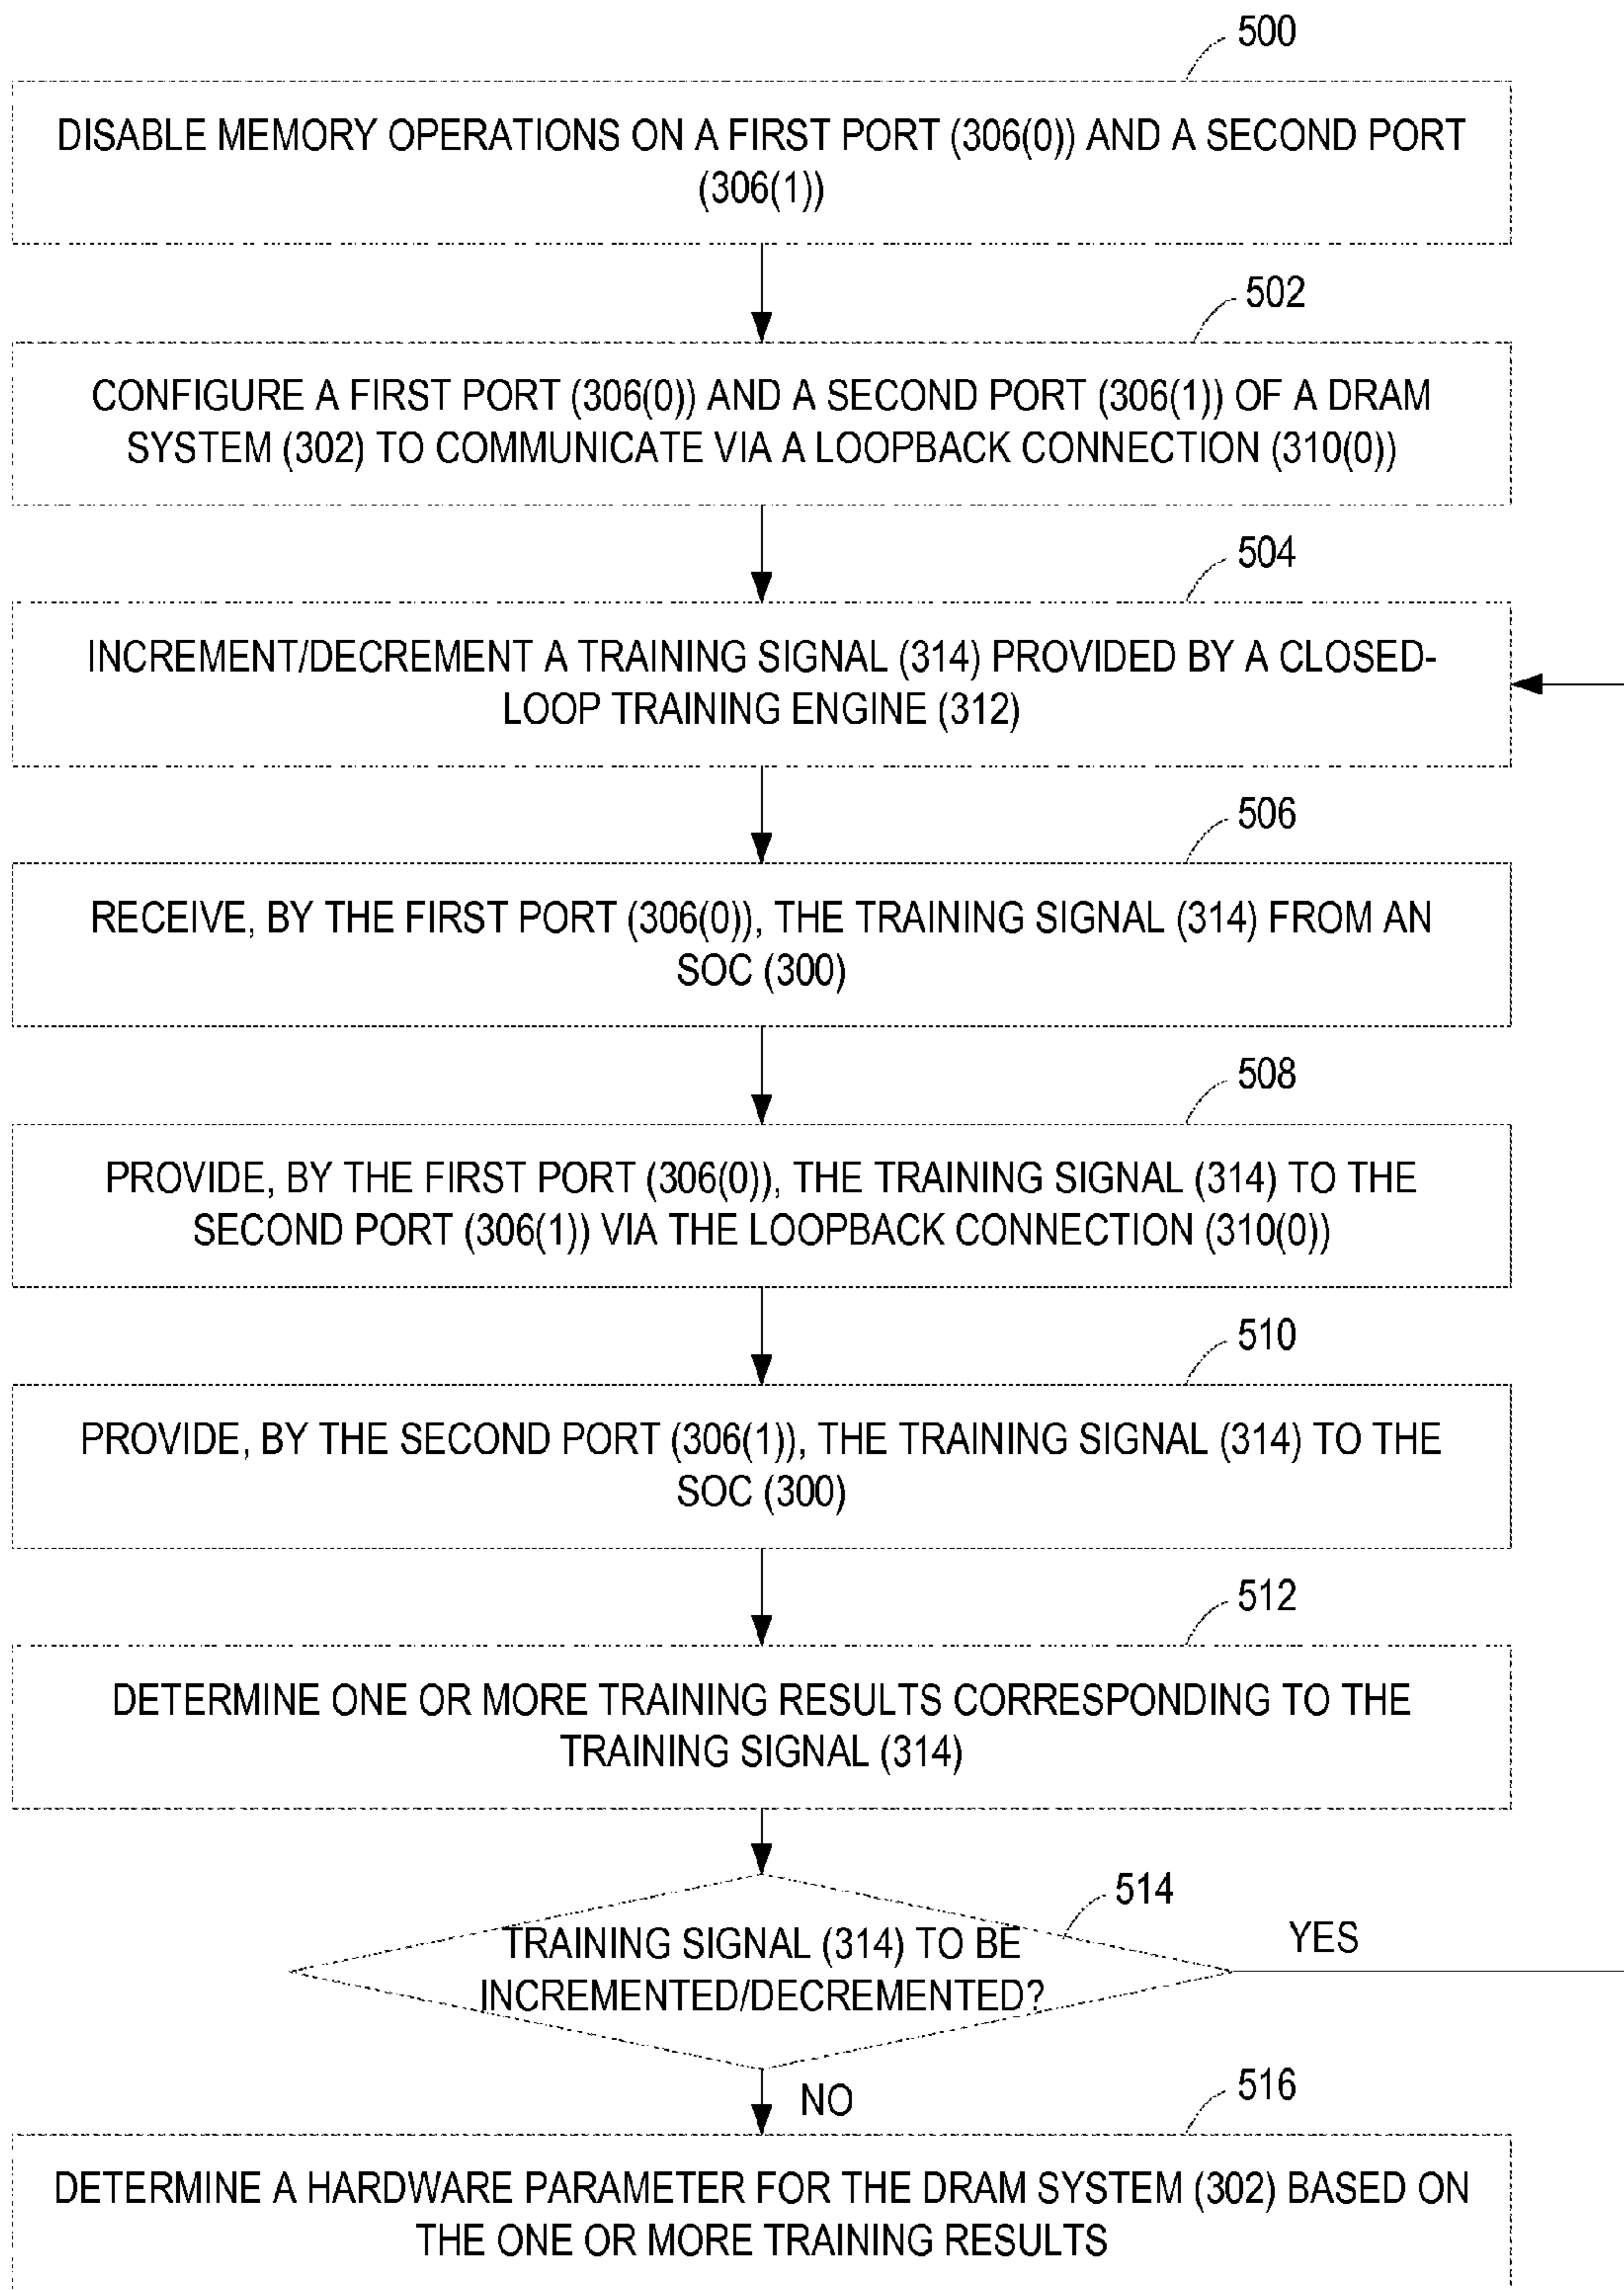 500
DISABLE MEMORY OPERATIONS ON A FIRST PORT (306(0)) AND A SECOND PORT
(306(1))
502
CONFIGURE A FIRST PORT (306(0)) AND A SECOND PORT (306(1)) OF A DRAM
SYSTEM (302) TO COMMUNICATE VIA A LOOPBACK CONNECTION (310(0))
504
INCREMENT/DECREMENT A TRAINING SIGNAL (314) PROVIDED BY A CLOSED-
LOOP TRAINING ENGINE (312)
506
RECEIVE, BY THE FIRST PORT (306(0)), THE TRAINING SIGNAL (314) FROM AN
SOC (300)
508
PROVIDE, BY THE FIRST PORT (306(0)), THE TRAINING SIGNAL (314) TO THE
SECOND PORT (306(1)) VIA THE LOOPBACK CONNECTION (310(0))
510
PROVIDE, BY THE SECOND PORT (306(1)), THE TRAINING SIGNAL (314) TO THE
SOC (300)
512
DETERMINE ONE OR MORE TRAINING RESULTS CORRESPONDING TO THE
TRAINING SIGNAL (314)
514
TRAINING SIGNAL (314) TO BE
INCREMENTED/DECREMENTED?
YES
NO
516
DETERMINE A HARDWARE PARAMETER FOR THE DRAM SYSTEM (302) BASED ON
THE ONE OR MORE TRAINING RESULTS